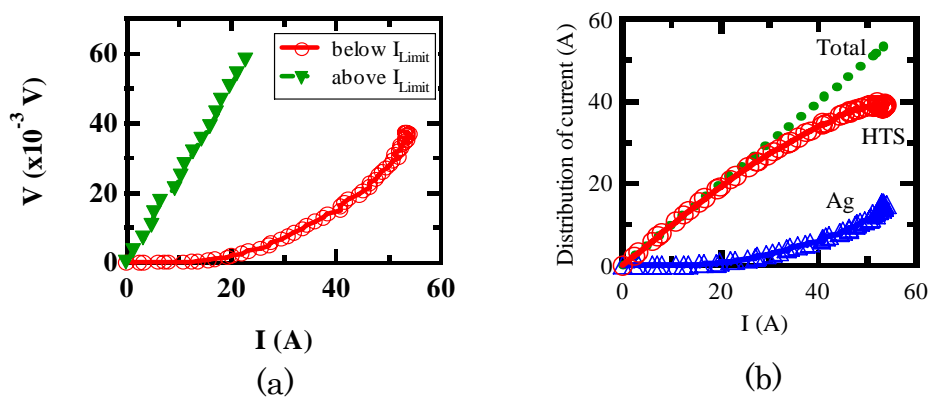 60
40
20
0
V (x10⁻³ V)
below I_Limit
above I_Limit
0 20 40 60
I (A)
(a)
60
40
20
0
Distribution of current (A)
Total
HTS
Ag
0 20 40 60
I (A)
(b)